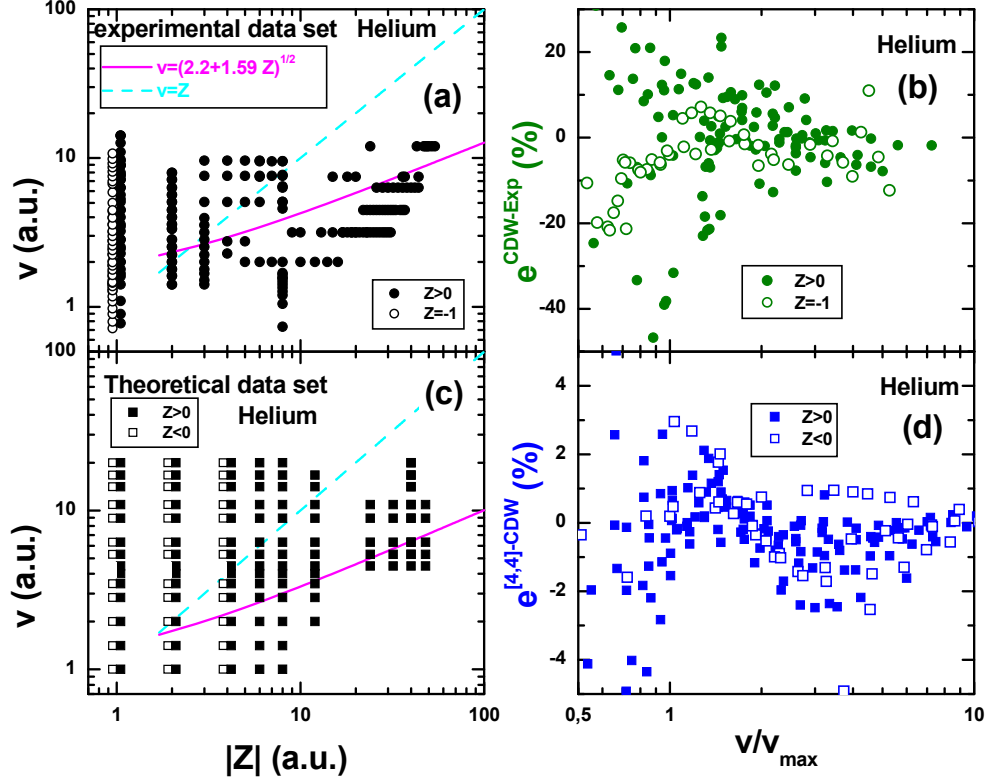 100
experimental data set Helium
v=(2.2+1.59 Z)^1/2
v=Z
(a)
10
v (a.u.)
1
Z>0
Z=-1
100
Theoretical data set
Z>0
Z<0
Helium
(c)
10
v (a.u.)
1
1 10 100
|Z| (a.u.)
20
Helium
(b)
0
e^CDW-Exp (%)
-20
-40
Z>0
Z=-1
4
Helium
Z>0
Z<0
(d)
2
0
e^[4,4]-CDW (%)
-2
-4
0,5 1 10
v/v_max